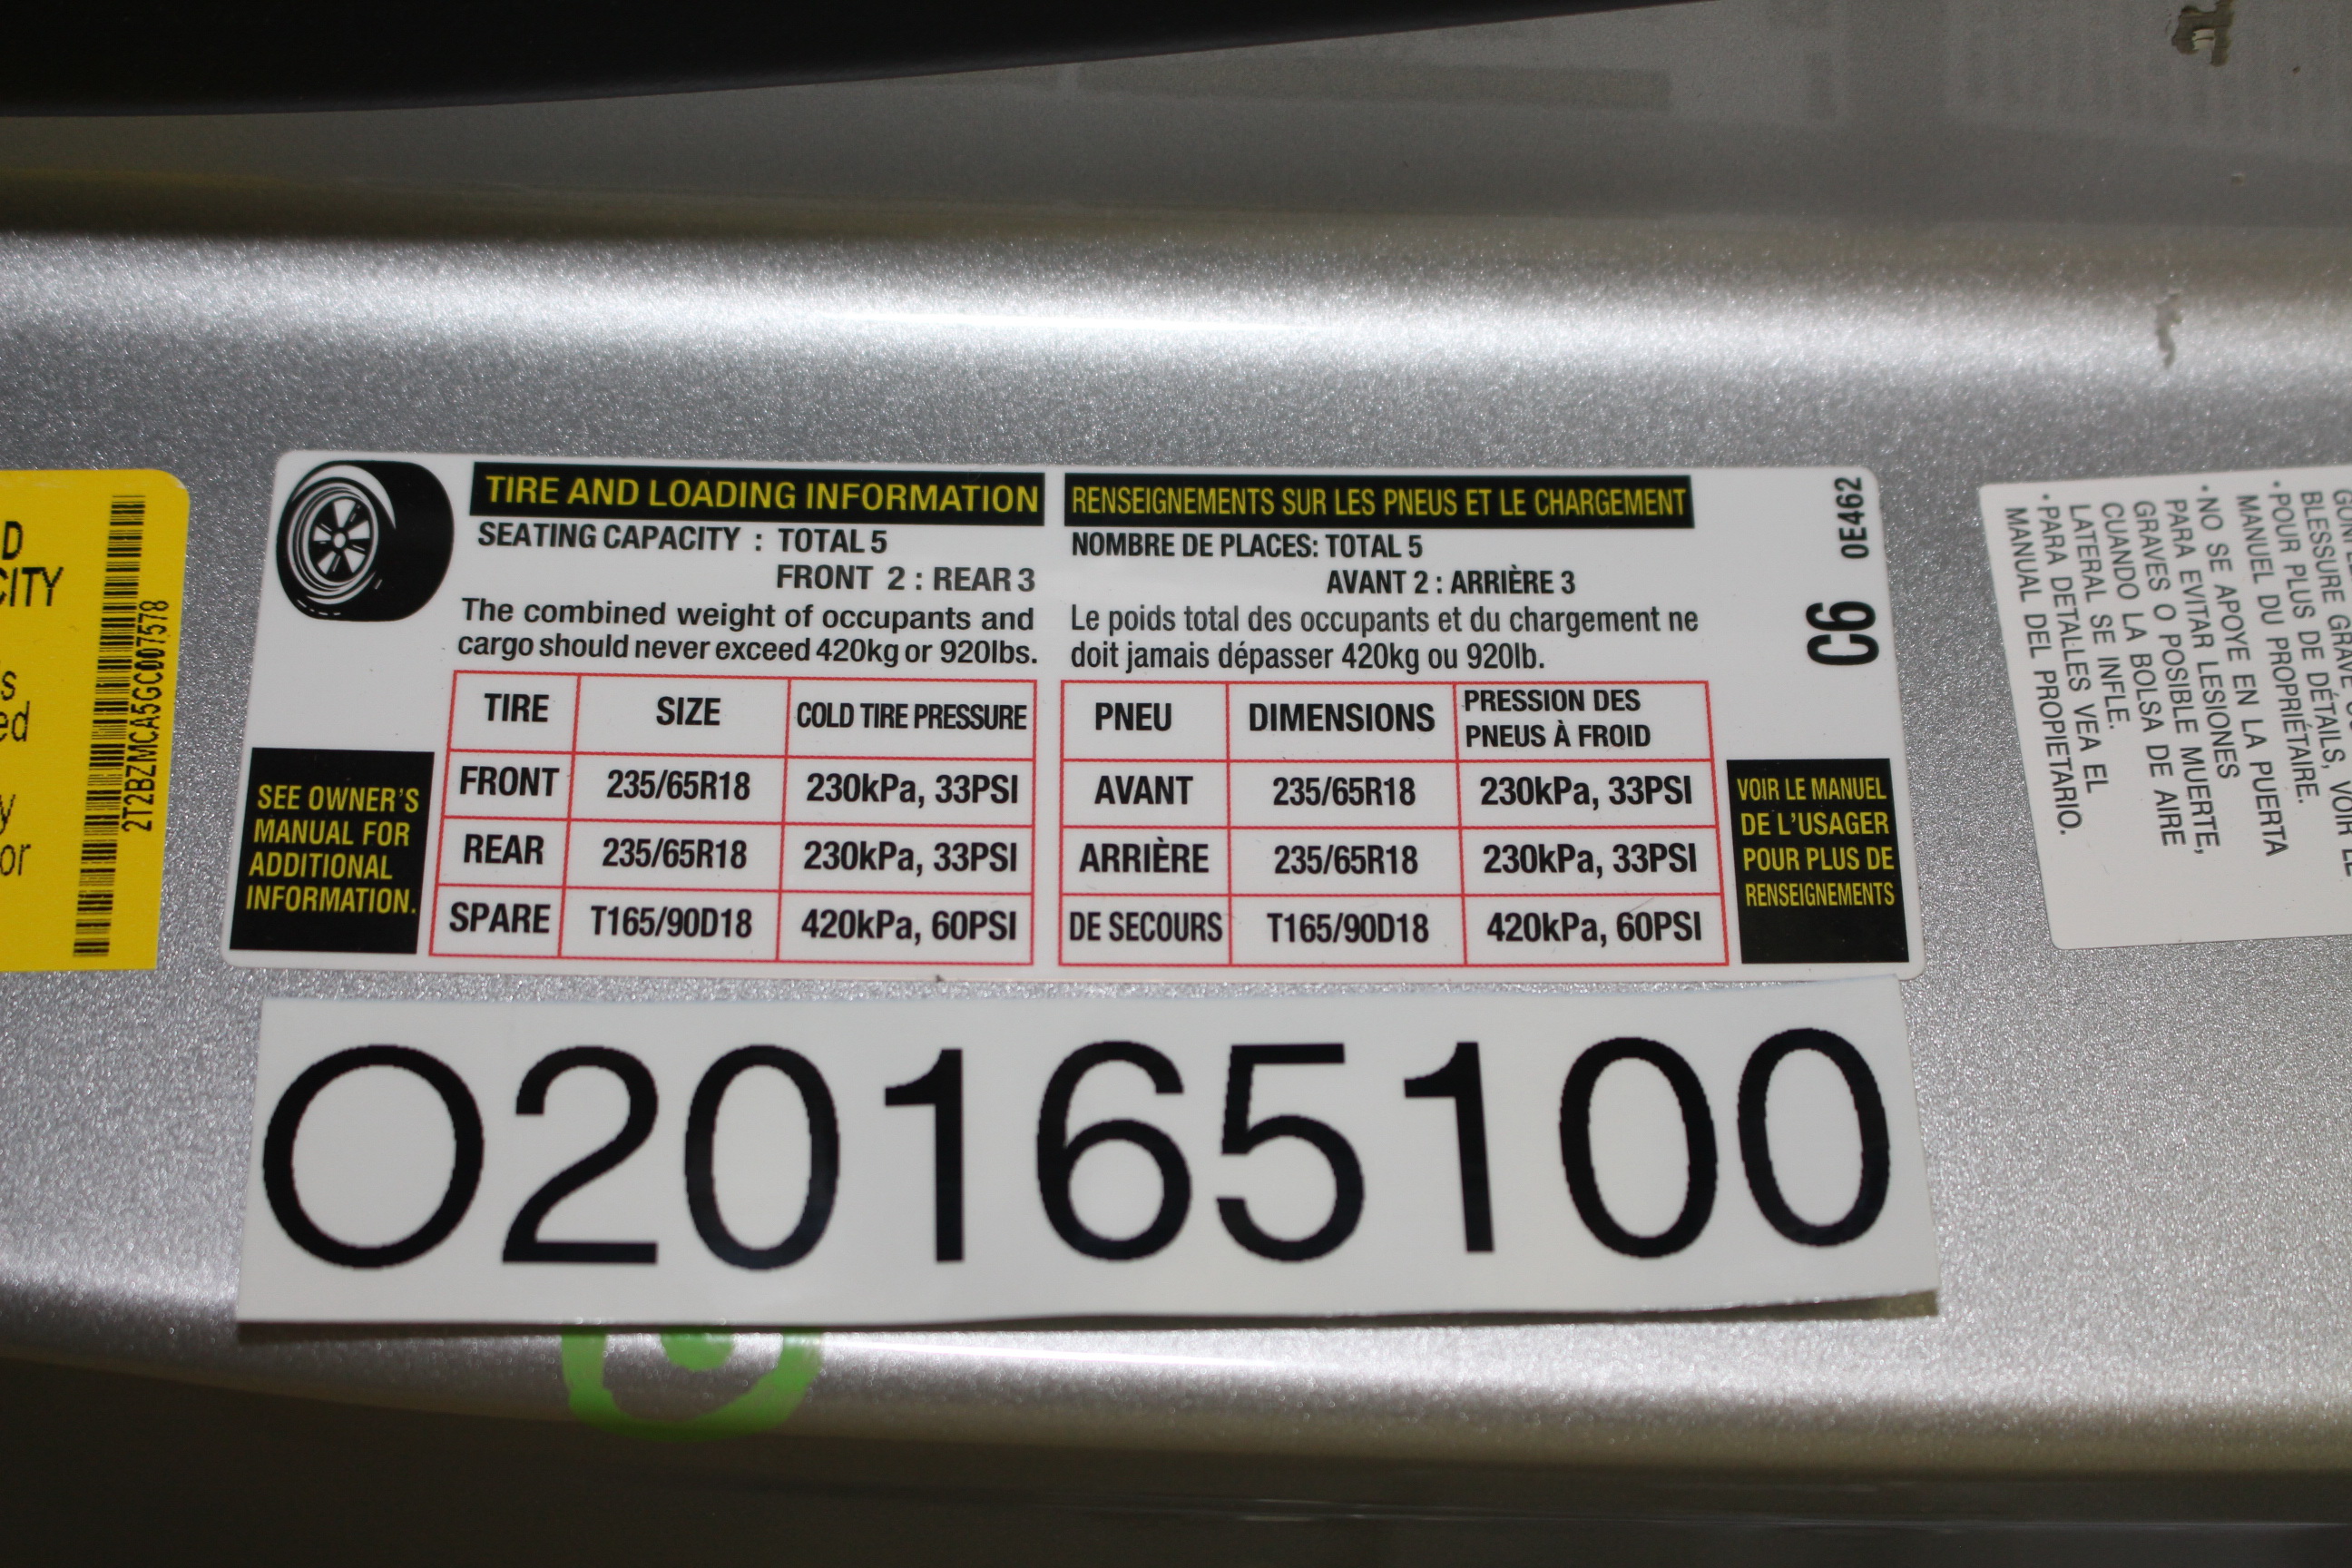 D
CITY
s
ed
y
or
2T2BZMCA5GC007578
TIRE AND LOADING INFORMATION
SEATING CAPACITY : TOTAL 5
FRONT 2 : REAR 3
The combined weight of occupants and
cargo should never exceed 420kg or 920lbs.
TIRE SIZE COLD TIRE PRESSURE
FRONT 235/65R18 230kPa, 33PSI
REAR 235/65R18 230kPa, 33PSI
SPARE T165/90D18 420kPa, 60PSI
SEE OWNER'S
MANUAL FOR
ADDITIONAL
INFORMATION.
RENSEIGNEMENTS SUR LES PNEUS ET LE CHARGEMENT
NOMBRE DE PLACES: TOTAL 5
AVANT 2 : ARRIÈRE 3
Le poids total des occupants et du chargement ne
doit jamais dépasser 420kg ou 920lb.
PNEU DIMENSIONS PRESSION DES
PNEUS À FROID
AVANT 235/65R18 230kPa, 33PSI
ARRIÈRE 235/65R18 230kPa, 33PSI
DE SECOURS T165/90D18 420kPa, 60PSI
VOIR LE MANUEL
DE L'USAGER
POUR PLUS DE
RENSEIGNEMENTS
C6 0E462
BLESSURE GRAVE
•POUR PLUS DE DÉTAILS, VOIR LE
MANUEL DU PROPRIÉTAIRE.
•NO SE APOYE EN LA PUERTA
PARA EVITAR LESIONES
GRAVES O POSIBLE MUERTE,
CUANDO LA BOLSA DE AIRE
LATERAL SE INFLE.
•PARA DETALLES VEA EL
MANUAL DEL PROPIETARIO.
O20165100